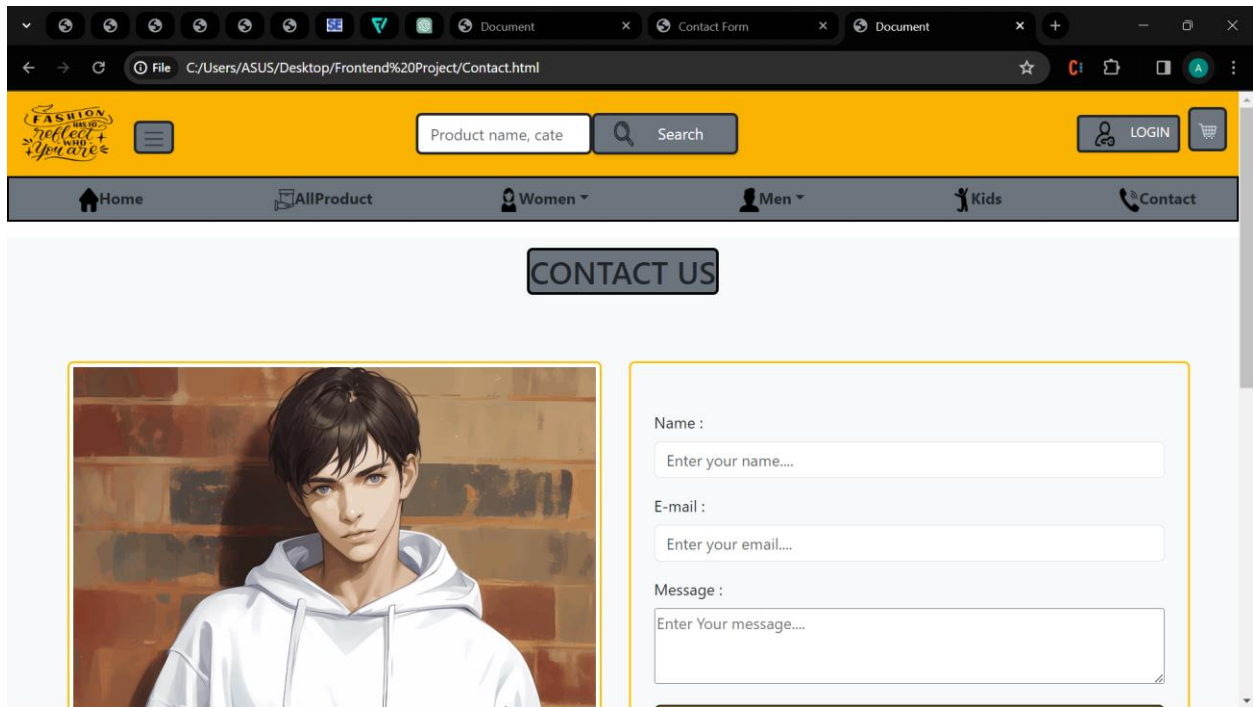 Document
Contact Form
Document
File C:/Users/ASUS/Desktop/Frontend%20Project/Contact.html
A
SE
FASHION
HAS TO
reflect
WHO
You are
Product name, cate
Search
LOGIN
Home
AllProduct
Women
Men
Kids
Contact
CONTACT US
Name :
Enter your name....
E-mail :
Enter your email....
Message :
Enter Your message....